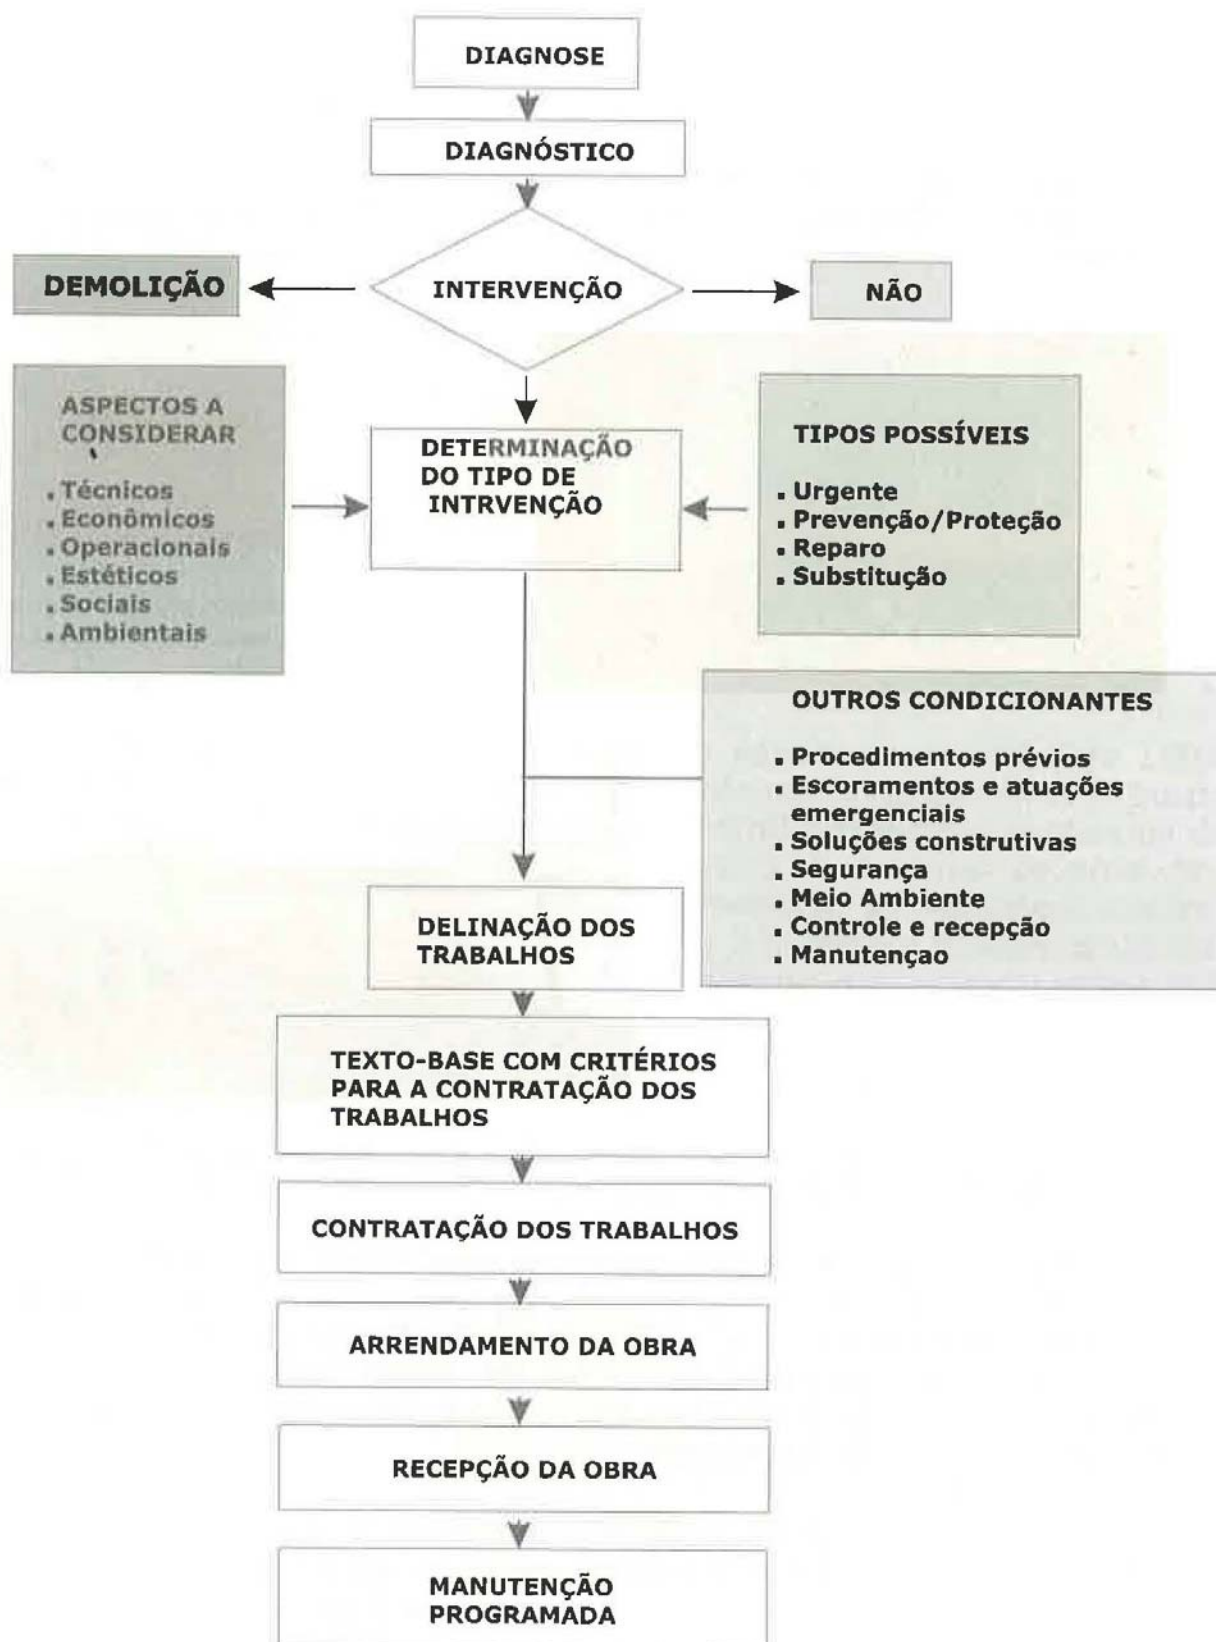 DIAGNOSE
DIAGNÓSTICO
DEMOLIÇÃO
INTERVENÇÃO
NÃO
ASPECTOS A
CONSIDERAR
. Técnicos
. Econômicos
. Operacionais
. Estéticos
. Sociais
. Ambientais
DETERMINAÇÃO
DO TIPO DE
INTRVENÇÃO
TIPOS POSSÍVEIS
. Urgente
. Prevenção/Proteção
. Reparo
. Substitução
OUTROS CONDICIONANTES
. Procedimentos prévios
. Escoramentos e atuações
emergenciais
. Soluções construtivas
. Segurança
. Meio Ambiente
. Controle e recepção
. Manutençao
DELINAÇÃO DOS
TRABALHOS
TEXTO-BASE COM CRITÉRIOS
PARA A CONTRATAÇÃO DOS
TRABALHOS
CONTRATAÇÃO DOS TRABALHOS
ARRENDAMENTO DA OBRA
RECEPÇÃO DA OBRA
MANUTENÇÃO
PROGRAMADA